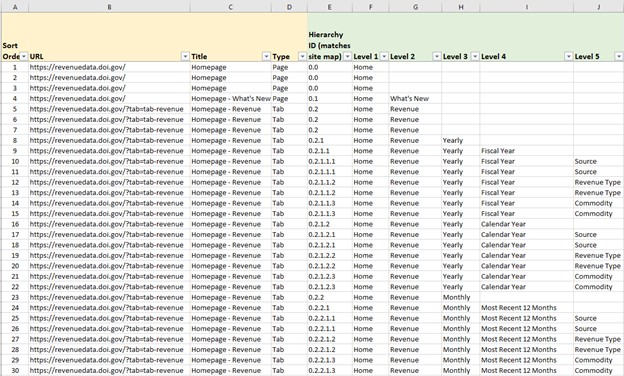 A B C D E F G H I J
Hierarchy
Sort ID (matches
Orde URL Title Type site map) Level 1 Level 2 Level 3 Level 4 Level 5
1 https://revenuedata.doi.gov/ Homepage Page 0.0 Home
2 https://revenuedata.doi.gov/ Homepage Page 0.0 Home
3 https://revenuedata.doi.gov/ Homepage Page 0.0 Home
4 https://revenuedata.doi.gov/ Homepage - What's New Page 0.1 Home What's New
5 https://revenuedata.doi.gov/?tab=tab-revenue Homepage - Revenue Tab 0.2 Home Revenue
6 https://revenuedata.doi.gov/?tab=tab-revenue Homepage - Revenue Tab 0.2 Home Revenue
7 https://revenuedata.doi.gov/?tab=tab-revenue Homepage - Revenue Tab 0.2 Home Revenue
8 https://revenuedata.doi.gov/?tab=tab-revenue Homepage - Revenue Tab 0.2.1 Home Revenue Yearly
9 https://revenuedata.doi.gov/?tab=tab-revenue Homepage - Revenue Tab 0.2.1.1 Home Revenue Yearly Fiscal Year
10 https://revenuedata.doi.gov/?tab=tab-revenue Homepage - Revenue Tab 0.2.1.1.1 Home Revenue Yearly Fiscal Year Source
11 https://revenuedata.doi.gov/?tab=tab-revenue Homepage - Revenue Tab 0.2.1.1.1 Home Revenue Yearly Fiscal Year Source
12 https://revenuedata.doi.gov/?tab=tab-revenue Homepage - Revenue Tab 0.2.1.1.2 Home Revenue Yearly Fiscal Year Revenue Type
13 https://revenuedata.doi.gov/?tab=tab-revenue Homepage - Revenue Tab 0.2.1.1.2 Home Revenue Yearly Fiscal Year Revenue Type
14 https://revenuedata.doi.gov/?tab=tab-revenue Homepage - Revenue Tab 0.2.1.1.3 Home Revenue Yearly Fiscal Year Commodity
15 https://revenuedata.doi.gov/?tab=tab-revenue Homepage - Revenue Tab 0.2.1.1.3 Home Revenue Yearly Fiscal Year Commodity
16 https://revenuedata.doi.gov/?tab=tab-revenue Homepage - Revenue Tab 0.2.1.2 Home Revenue Yearly Calendar Year
17 https://revenuedata.doi.gov/?tab=tab-revenue Homepage - Revenue Tab 0.2.1.2.1 Home Revenue Yearly Calendar Year Source
18 https://revenuedata.doi.gov/?tab=tab-revenue Homepage - Revenue Tab 0.2.1.2.1 Home Revenue Yearly Calendar Year Source
19 https://revenuedata.doi.gov/?tab=tab-revenue Homepage - Revenue Tab 0.2.1.2.2 Home Revenue Yearly Calendar Year Revenue Type
20 https://revenuedata.doi.gov/?tab=tab-revenue Homepage - Revenue Tab 0.2.1.2.2 Home Revenue Yearly Calendar Year Revenue Type
21 https://revenuedata.doi.gov/?tab=tab-revenue Homepage - Revenue Tab 0.2.1.2.3 Home Revenue Yearly Calendar Year Commodity
22 https://revenuedata.doi.gov/?tab=tab-revenue Homepage - Revenue Tab 0.2.1.2.3 Home Revenue Yearly Calendar Year Commodity
23 https://revenuedata.doi.gov/?tab=tab-revenue Homepage - Revenue Tab 0.2.2 Home Revenue Monthly
24 https://revenuedata.doi.gov/?tab=tab-revenue Homepage - Revenue Tab 0.2.2.1 Home Revenue Monthly Most Recent 12 Months
25 https://revenuedata.doi.gov/?tab=tab-revenue Homepage - Revenue Tab 0.2.2.1.1 Home Revenue Monthly Most Recent 12 Months Source
26 https://revenuedata.doi.gov/?tab=tab-revenue Homepage - Revenue Tab 0.2.2.1.1 Home Revenue Monthly Most Recent 12 Months Source
27 https://revenuedata.doi.gov/?tab=tab-revenue Homepage - Revenue Tab 0.2.2.1.2 Home Revenue Monthly Most Recent 12 Months Revenue Type
28 https://revenuedata.doi.gov/?tab=tab-revenue Homepage - Revenue Tab 0.2.2.1.2 Home Revenue Monthly Most Recent 12 Months Revenue Type
29 https://revenuedata.doi.gov/?tab=tab-revenue Homepage - Revenue Tab 0.2.2.1.3 Home Revenue Monthly Most Recent 12 Months Commodity
30 https://revenuedata.doi.gov/?tab=tab-revenue Homepage - Revenue Tab 0.2.2.1.3 Home Revenue Monthly Most Recent 12 Months Commodity